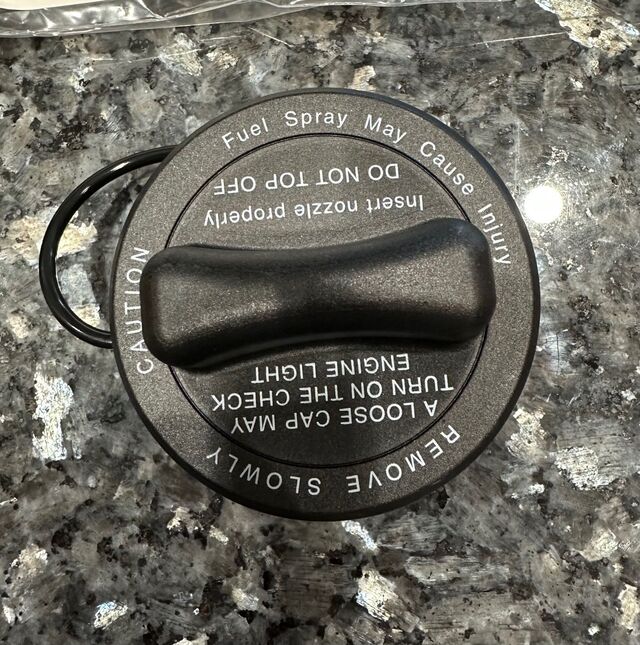 CAUTION Fuel Spray May Cause Injury
REMOVE SLOWLY
A LOOSE CAP MAY
TURN ON THE CHECK
ENGINE LIGHT
Insert nozzle properly
DO NOT TOP OFF